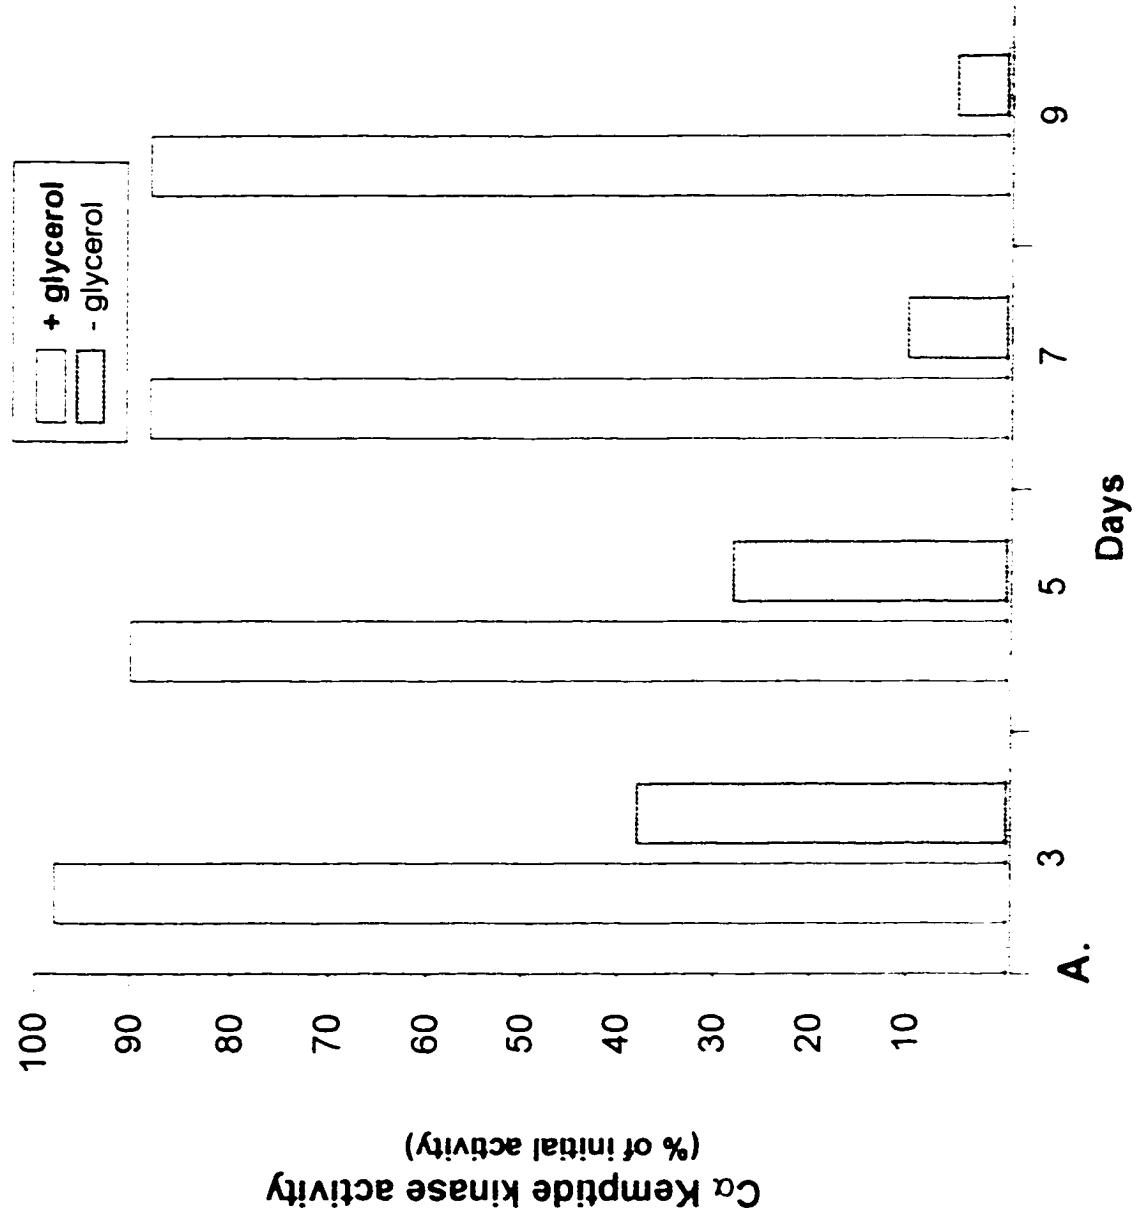 Cα Kemptide kinase activity
(% of initial activity)
100
90
80
70
60
50
40
30
20
10
+ glycerol
- glycerol
3
5
7
9
Days
A.